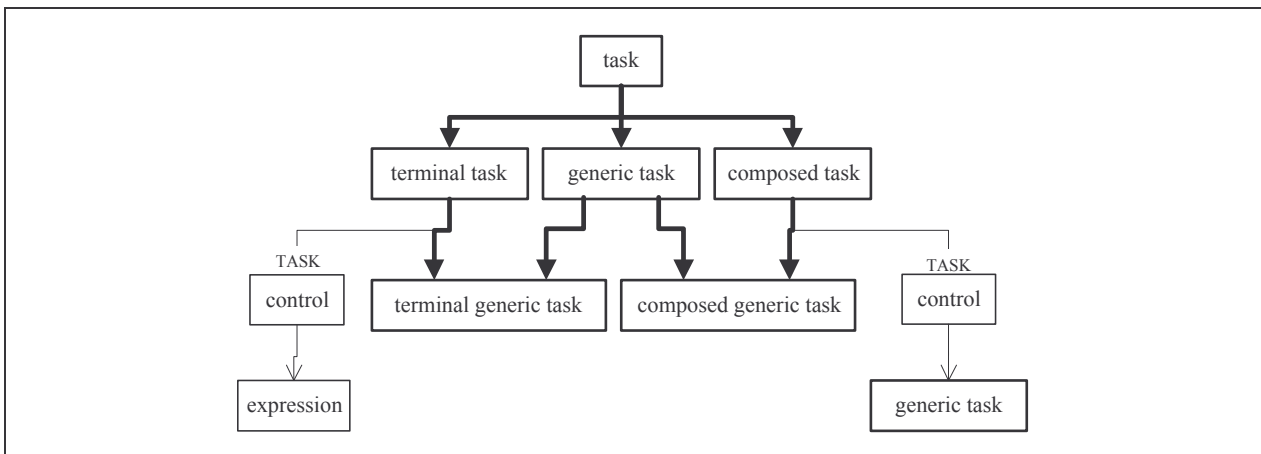 task
terminal task
generic task
composed task
TASK
TASK
control
terminal generic task
composed generic task
control
expression
generic task